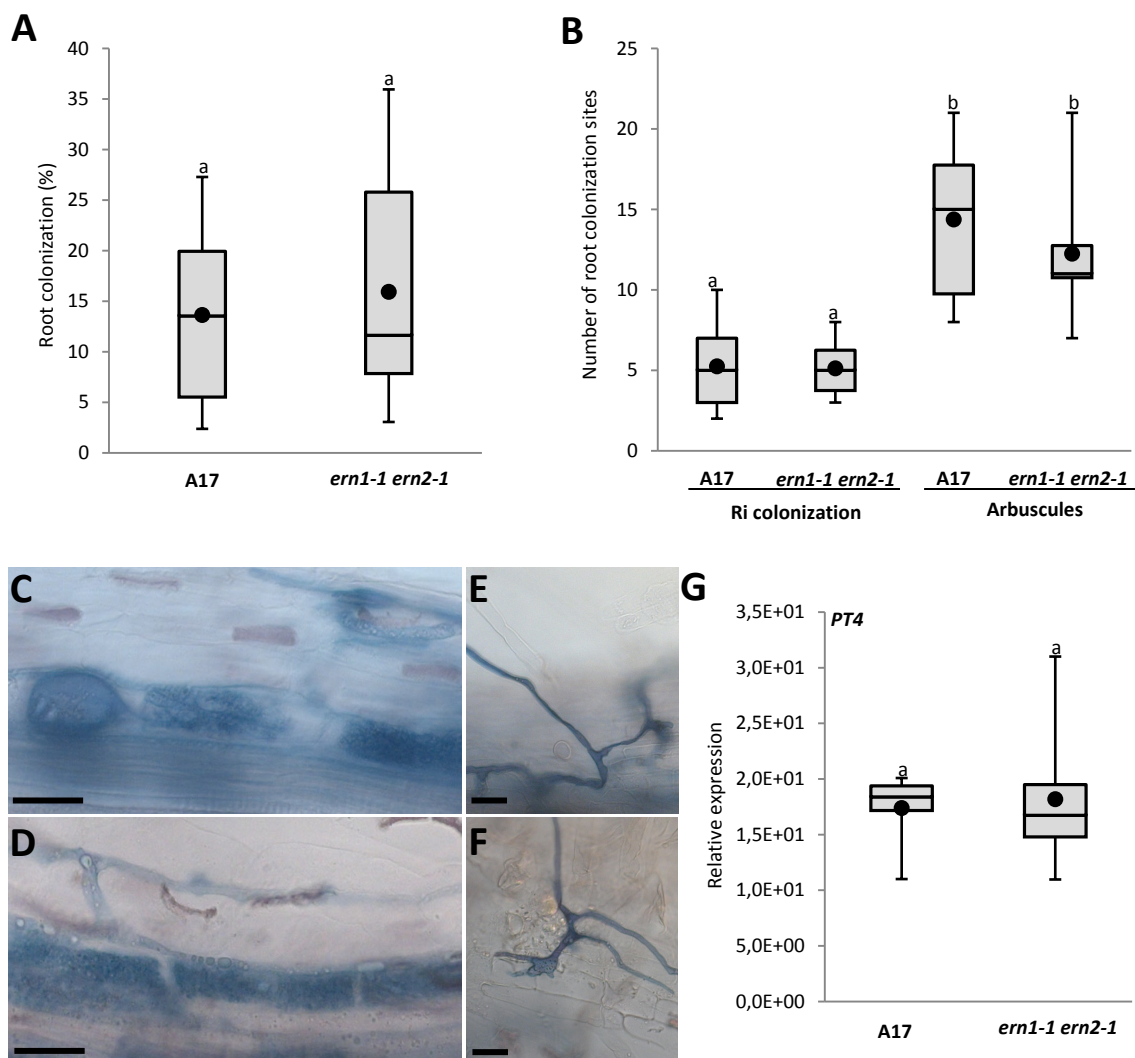 A
Root colonization (%)
40
35
30
25
20
15
10
5
0
a
a
A17
ern1-1 ern2-1
B
Number of root colonization sites
25
20
15
10
5
0
a
a
b
b
A17
ern1-1 ern2-1
A17
ern1-1 ern2-1
Ri colonization
Arbuscules
C
E
D
F
G
PT4
Relative expression
3,5E+01
3,0E+01
2,5E+01
2,0E+01
1,5E+01
1,0E+01
5,0E+00
0,0E+00
a
a
A17
ern1-1 ern2-1